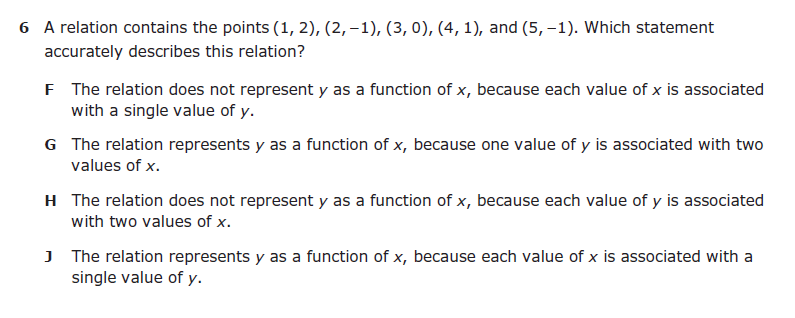 6 A relation contains the points (1, 2), (2, −1), (3, 0), (4, 1), and (5, −1). Which statement
accurately describes this relation?
F The relation does not represent y as a function of x, because each value of x is associated
with a single value of y.
G The relation represents y as a function of x, because one value of y is associated with two
values of x.
H The relation does not represent y as a function of x, because each value of y is associated
with two values of x.
J The relation represents y as a function of x, because each value of x is associated with a
single value of y.